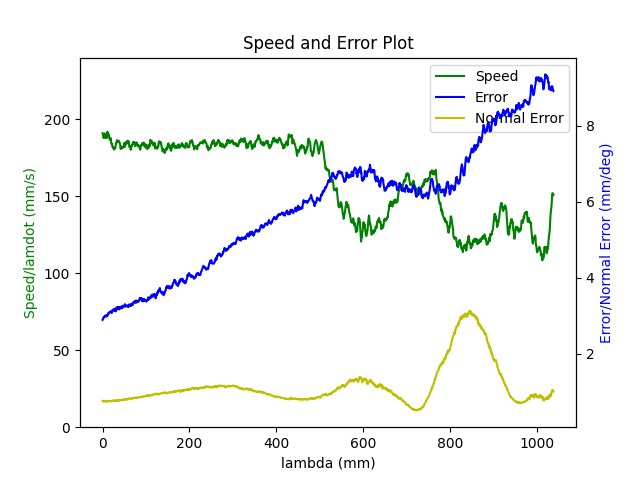 Speed and Error Plot
Speed
Error
Normal Error
200
150
100
50
0
8
6
4
2
0
200
400
600
800
1000
lambda (mm)
Speed/lamdot (mm/s)
Error/Normal Error (mm/deg)